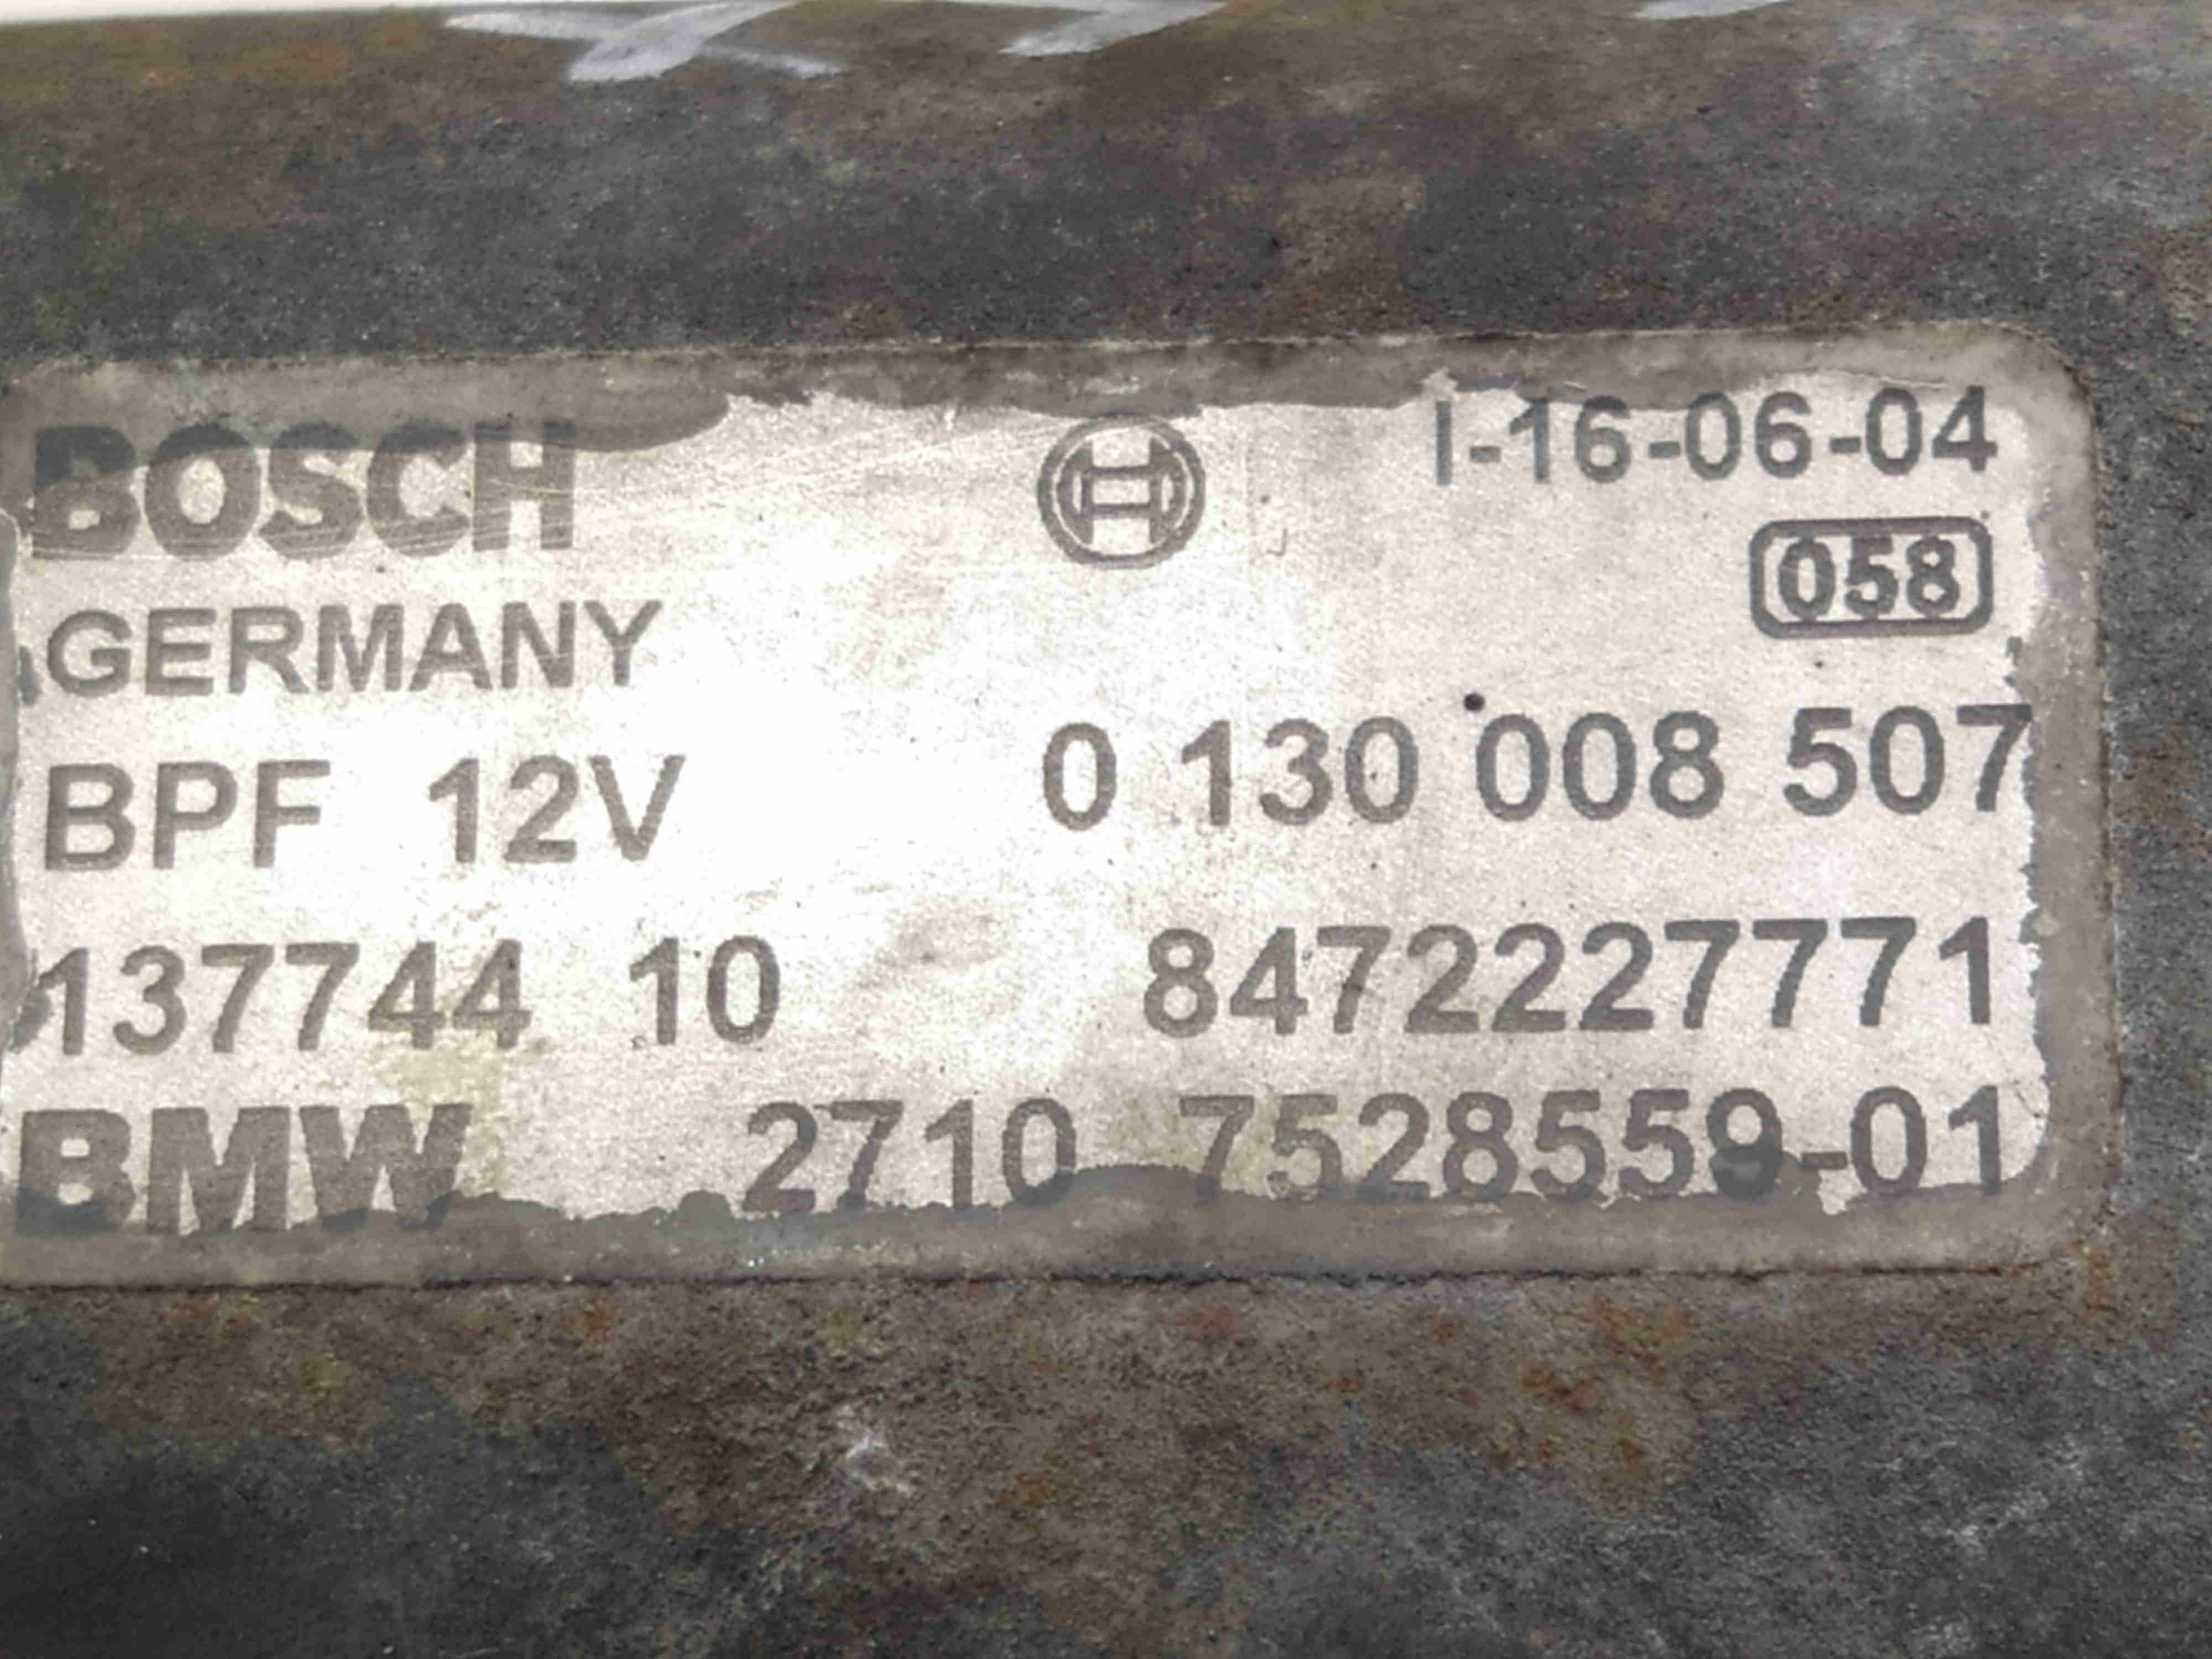 BOSCH I-16-06-04
058
GERMANY
BPF 12V 0 130 008 507
137744 10 8472227771
BMW 2710 7528559-01